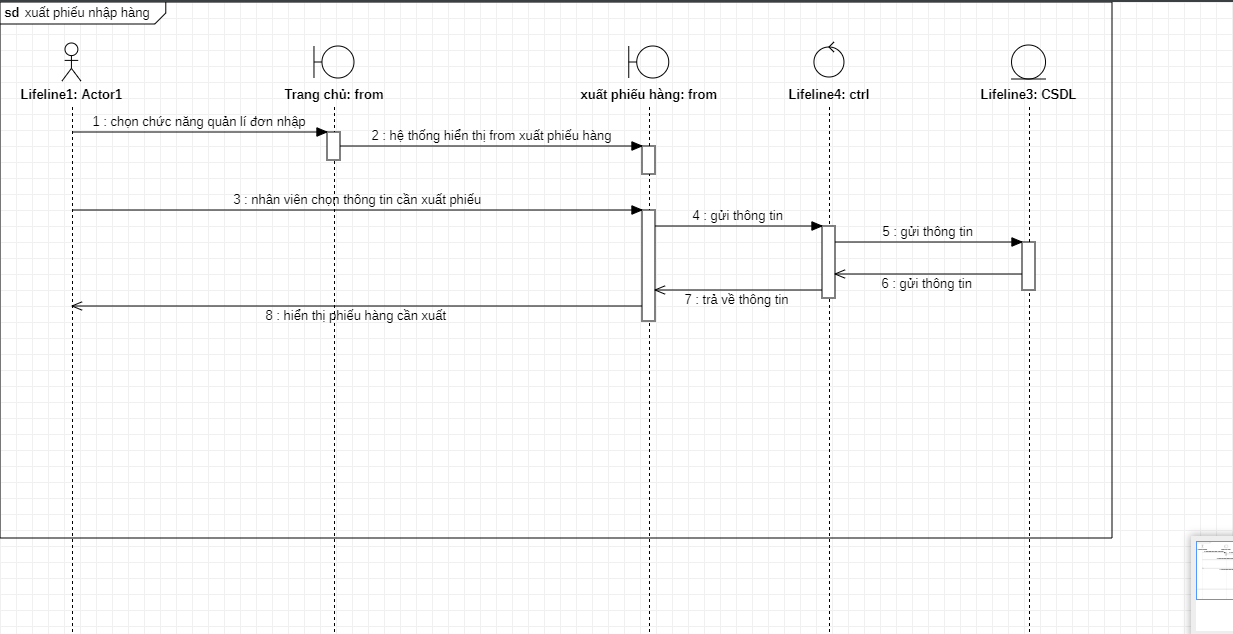 sd xuất phiếu nhập hàng
Lifeline1: Actor1
Trang chủ: from
xuất phiếu hàng: from
Lifeline4: ctrl
Lifeline3: CSDL
1 : chọn chức năng quản lí đơn nhập
2 : hệ thống hiển thị from xuất phiếu hàng
3 : nhân viên chọn thông tin cần xuất phiếu
4 : gửi thông tin
5 : gửi thông tin
6 : gửi thông tin
7 : trả về thông tin
8 : hiển thị phiếu hàng cần xuất